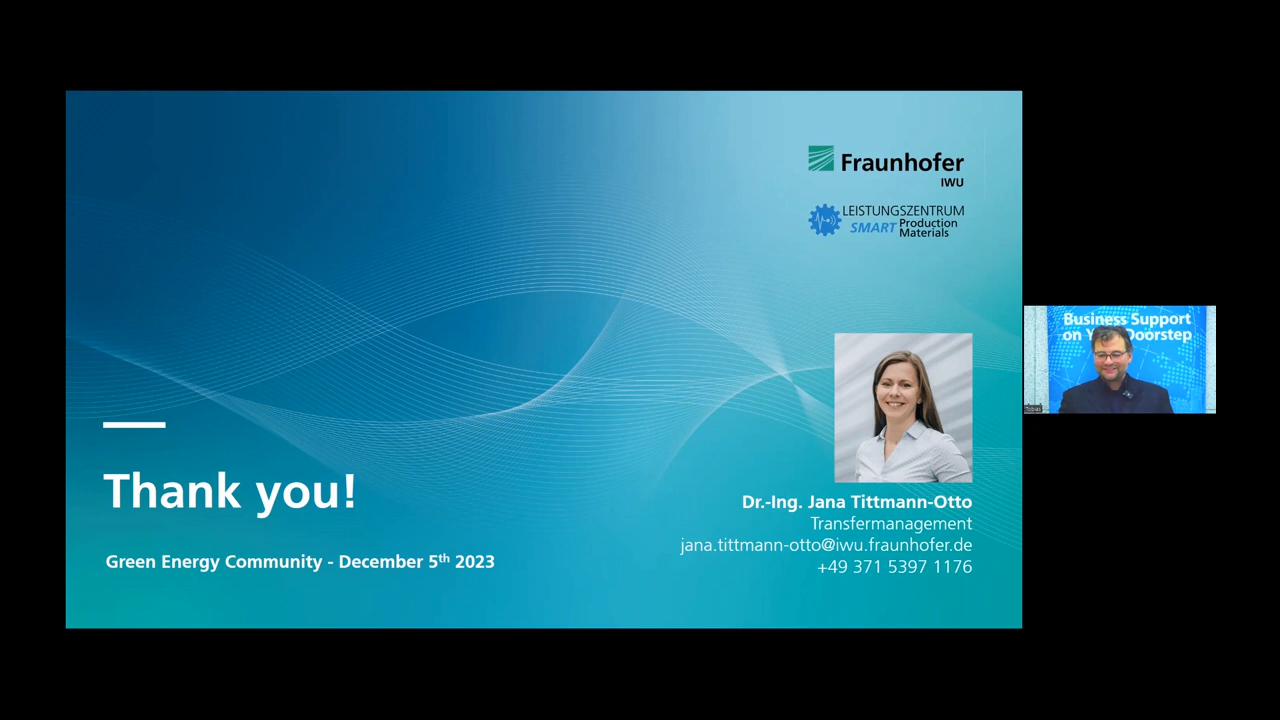 Fraunhofer
IWU
LEISTUNGSZENTRUM
SMART Production
Materials
Business Support
on Y Doorstep
Tobias
Thank you!
Dr.-Ing. Jana Tittmann-Otto
Transfermanagement
jana.tittmann-otto@iwu.fraunhofer.de
+49 371 5397 1176
Green Energy Community - December 5th 2023